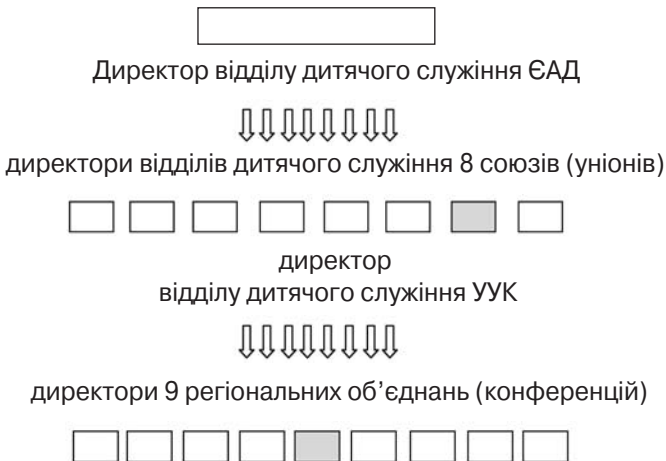 Директор відділу дитячого служіння ЄАД
директори відділів дитячого служіння 8 союзів (уніонів)
директор
відділу дитячого служіння УУК
директори 9 регіональних об’єднань (конференцій)